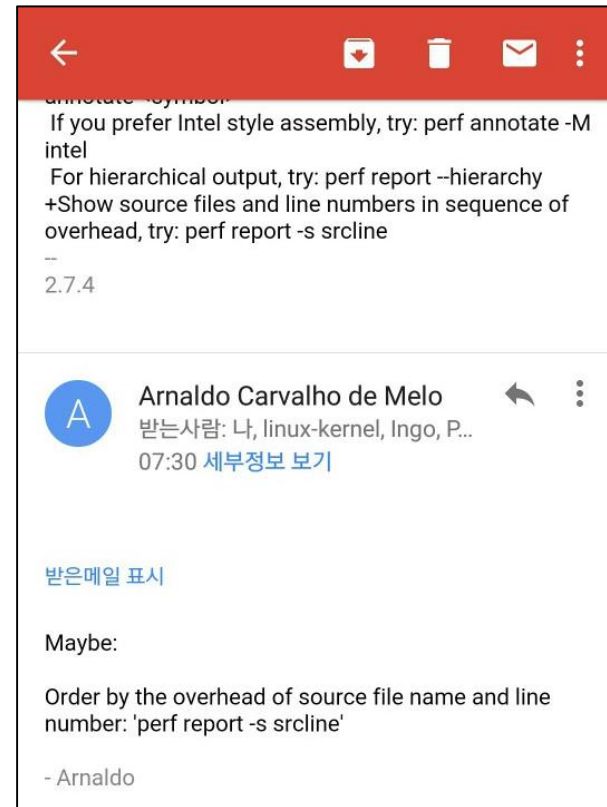 If you prefer Intel style assembly, try: perf annotate -M
intel
For hierarchical output, try: perf report --hierarchy
+Show source files and line numbers in sequence of
overhead, try: perf report -s srcline
--
2.7.4
A
Arnaldo Carvalho de Melo
받는사람: 나, linux-kernel, Ingo, P...
07:30 세부정보 보기
받은메일 표시
Maybe:
Order by the overhead of source file name and line
number: 'perf report -s srcline'
- Arnaldo